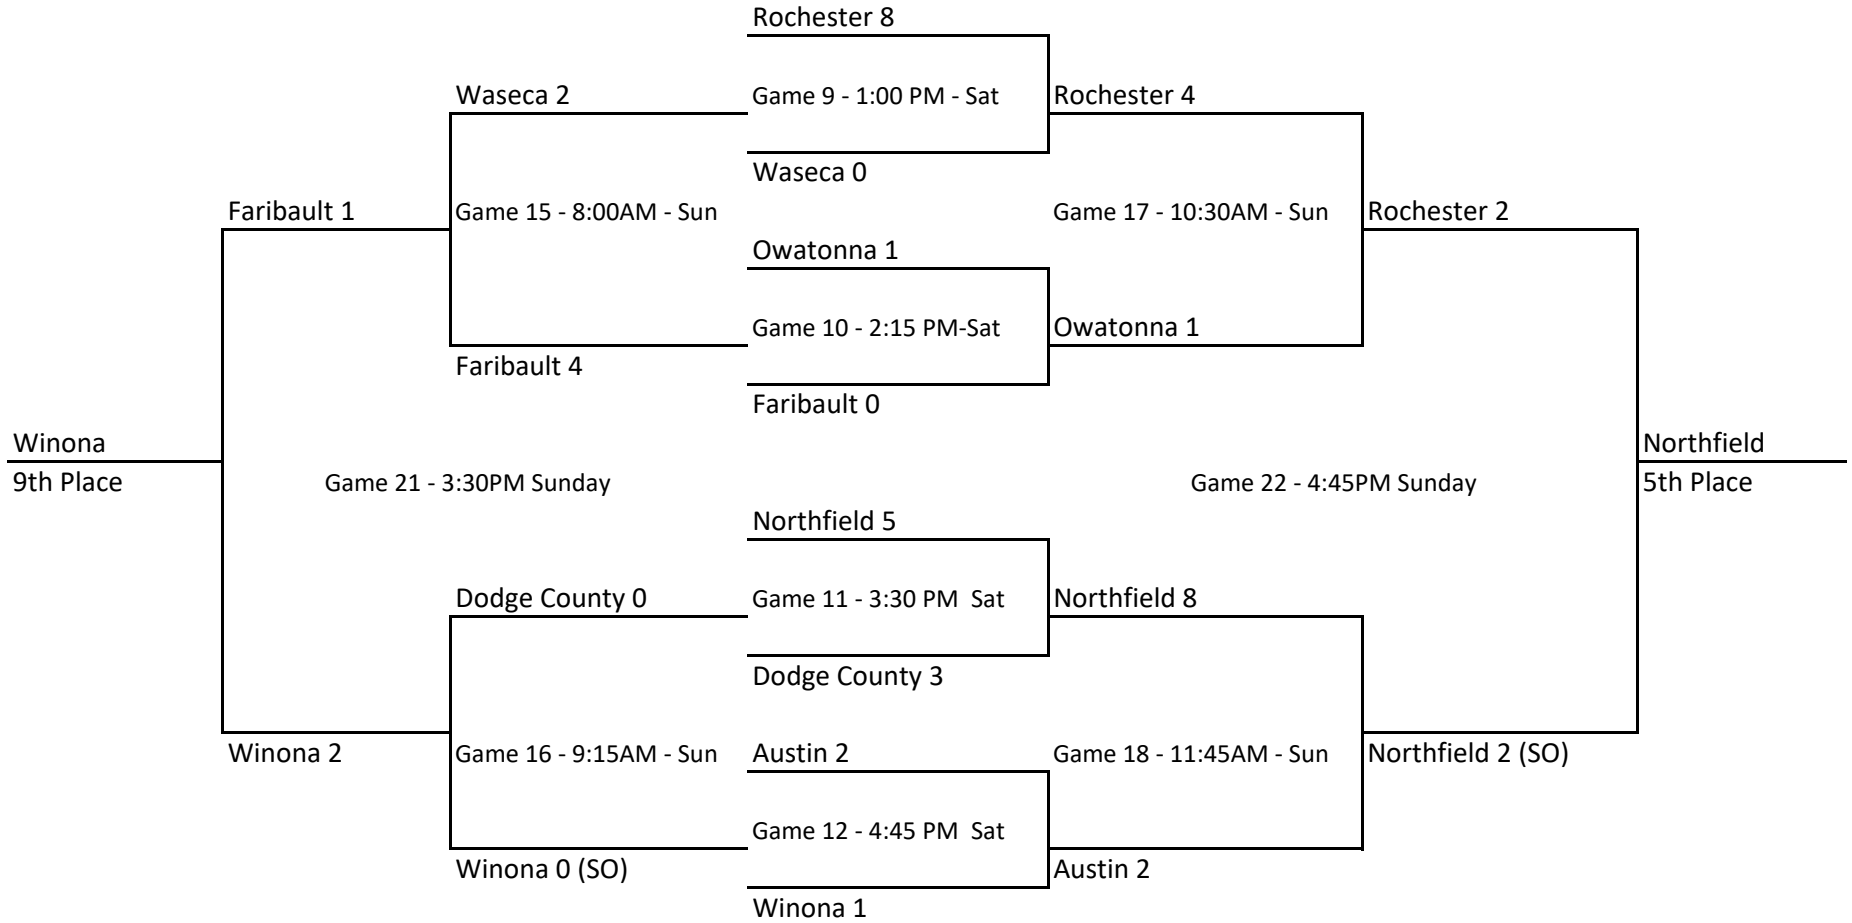 Rochester 8
Waseca 2
Game 9 - 1:00 PM - Sat
Rochester 4
Waseca 0
Faribault 1
Game 15 - 8:00AM - Sun
Game 17 - 10:30AM - Sun
Rochester 2
Owatonna 1
Game 10 - 2:15 PM-Sat
Owatonna 1
Faribault 4
Faribault 0
Winona
Northfield
9th Place
Game 21 - 3:30PM Sunday
Game 22 - 4:45PM Sunday
5th Place
Northfield 5
Dodge County 0
Game 11 - 3:30 PM  Sat
Northfield 8
Dodge County 3
Winona 2
Game 16 - 9:15AM - Sun
Austin 2
Game 18 - 11:45AM - Sun
Northfield 2 (SO)
Game 12 - 4:45 PM  Sat
Winona 0 (SO)
Austin 2
Winona 1